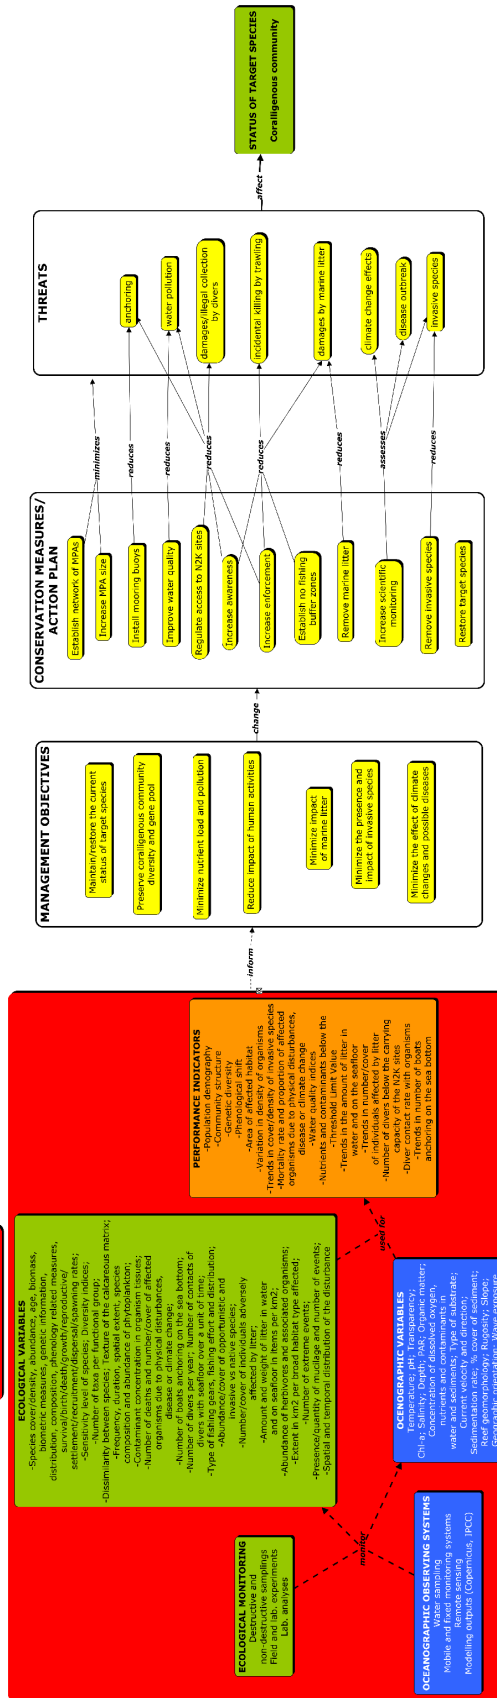 ECOLOGICAL MONITORING
Destructive and
non-destructive samplings
Field and lab. experiments
Lab. analyses
OCEANOGRAPHIC OBSERVING SYSTEMS
Water sampling
Mobile and fixed monitoring systems
Remote sensing
Modelling outputs (Copernicus, IPCC)
monitor
ECOLOGICAL VARIABLES
-Species cover/density, abundance, age, biomass,
biometric measures, genetic information,
distribution, composition, phenology related measures,
survival/birth/death/growth/reproductive/
settlement/recruitment/dispersal/spawning rates;
-Sensitivity level of species; Diversity indices;
-Number of taxa per functional group;
-Dissimilarity between species; Texture of the calcareous matrix;
-Frequency, duration, spatial extent, species
composition and abundance of phytoplankton;
-Contaminant concentration in organism tissues;
-Number of deaths and number/cover of affected
organisms due to physical disturbances,
disease or climate change;
-Number of boats anchoring on the sea bottom;
-Number of divers per year; Number of contacts of
divers with seafloor over unit of time;
-Type of fishing gears, fishing effort and distribution;
-Abundance/cover of opportunistic and
invasive vs native species;
-Number/cover of individuals adversely
affected by litter;
-Amount and weight of litter in water
and on seafloor in items per km2;
-Abundance of herbivores and associated organisms;
-Extent in km2 of habitat type affected;
-Number of extreme events;
-Presence/quantity of mucilage and number of events;
-Spatial and temporal distribution of the disturbance
OCENOGRAPHIC VARIABLES
Temperature; pH; Transparency;
Chl-a; Salinity; Depth; PAR; Organic matter;
Concentration of dissolved oxygen,
nutrients and contaminants in
water and sediments; Type of substrate;
Current velocity and direction;
Sedimentation rate; % cover of sediment;
Reef geomorphology; Rugosity; Slope;
Geographic orientation; Wave exposure
used for
PERFORMANCE INDICATORS
-Population demography
-Community structure
-Genetic diversity
-Phenological shift
-Area of affected habitat
-Variation in density of organisms
-Trends in cover/density of invasive species
-Mortality rate and proportion of affected
organisms due to physical disturbances,
disease or climate change
-Water quality indices
-Nutrients and contaminants below the
Threshold Limit Value
-Trends in the amount of litter in
water and on the seafloor
-Trends in number/cover
of individuals affected by litter
-Number of divers below the carrying
capacity of the N2K sites
-Diver contact rate with organisms
-Trends in number of boats
anchoring on the sea bottom
inform
MANAGEMENT OBJECTIVES
Maintain/restore the current
status of target species
Preserve coralligenous community
diversity and gene pool
Minimize nutrient load and pollution
Reduce impact of human activities
Minimize impact
of marine litter
Minimize the presence and
impact of invasive species
Minimize the effect of climate
changes and possible diseases
change
CONSERVATION MEASURES/
ACTION PLAN
Establish network of MPAs
Increase MPA size
Install mooring buoys
Improve water quality
Regulate access to N2K sites
Increase awareness
Increase enforcement
Establish no fishing
buffer zones
Remove marine litter
Increase scientific
monitoring
Remove invasive species
Restore target species
minimizes
reduces
reduces
reduces
reduces
reduces
assesses
reduces
THREATS
anchoring
water pollution
damages/illegal collection
by divers
incidental killing by trawling
damages by marine litter
climate change effects
disease outbreak
invasive species
affect
STATUS OF TARGET SPECIES
Coralligenous community